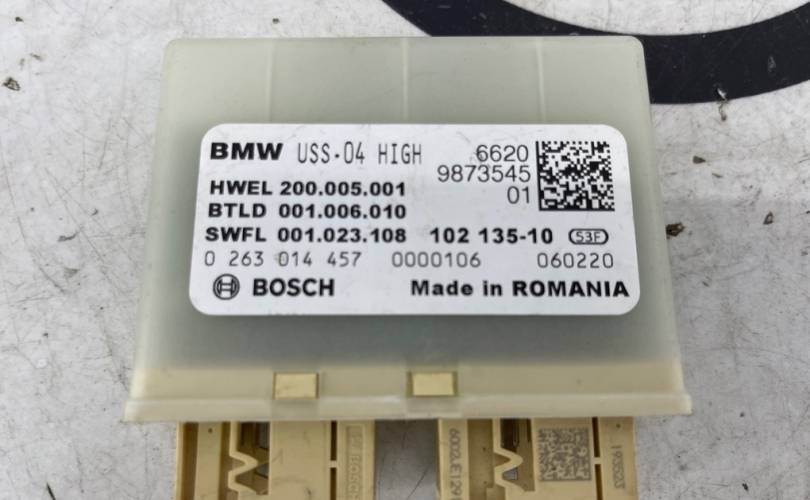 BMW USS-04 HIGH 6620
9873545
HWEL 200.005.001 01
BTLD 001.006.010
SWFL 001.023.108 102 135-10 53F
0 263 014 457 0000106 060220
BOSCH Made in ROMANIA
BOSCH